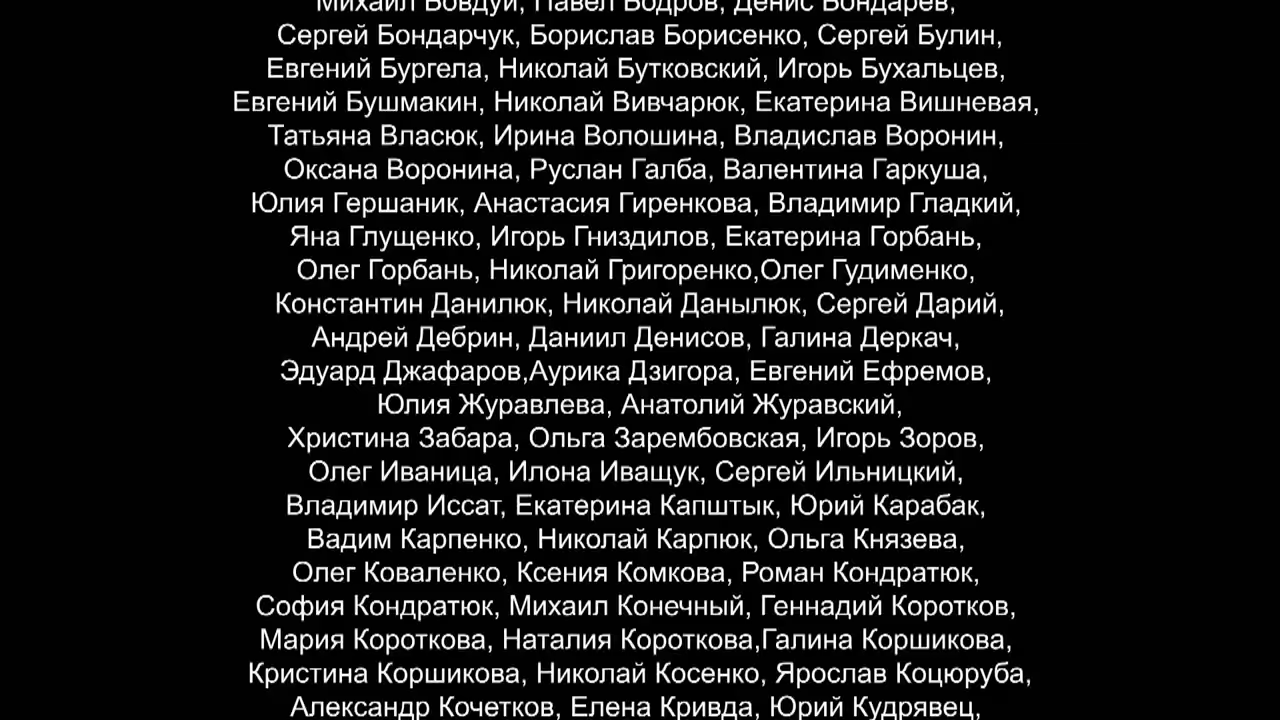 Михаил Бовдуй, Павел Бодров, Денис Бондарев,
Сергей Бондарчук, Борислав Борисенко, Сергей Булин,
Евгений Бургела, Николай Бутковский, Игорь Бухальцев,
Евгений Бушмакин, Николай Вивчарюк, Екатерина Вишневая,
Татьяна Власюк, Ирина Волошина, Владислав Воронин,
Оксана Воронина, Руслан Галба, Валентина Гаркуша,
Юлия Гершаник, Анастасия Гиренкова, Владимир Гладкий,
Яна Глущенко, Игорь Гниздилов, Екатерина Горбань,
Олег Горбань, Николай Григоренко,Олег Гудименко,
Константин Данилюк, Николай Данылюк, Сергей Дарий,
Андрей Дебрин, Даниил Денисов, Галина Деркач,
Эдуард Джафаров,Аурика Дзигора, Евгений Ефремов,
Юлия Журавлева, Анатолий Журавский,
Христина Забара, Ольга Зарембовская, Игорь Зоров,
Олег Иваница, Илона Иващук, Сергей Ильницкий,
Владимир Иссат, Екатерина Капштык, Юрий Карабак,
Вадим Карпенко, Николай Карпюк, Ольга Князева,
Олег Коваленко, Ксения Комкова, Роман Кондратюк,
София Кондратюк, Михаил Конечный, Геннадий Коротков,
Мария Короткова, Наталия Короткова,Галина Коршикова,
Кристина Коршикова, Николай Косенко, Ярослав Коцюруба,
Александр Кочетков, Елена Кривда, Юрий Кудрявец,